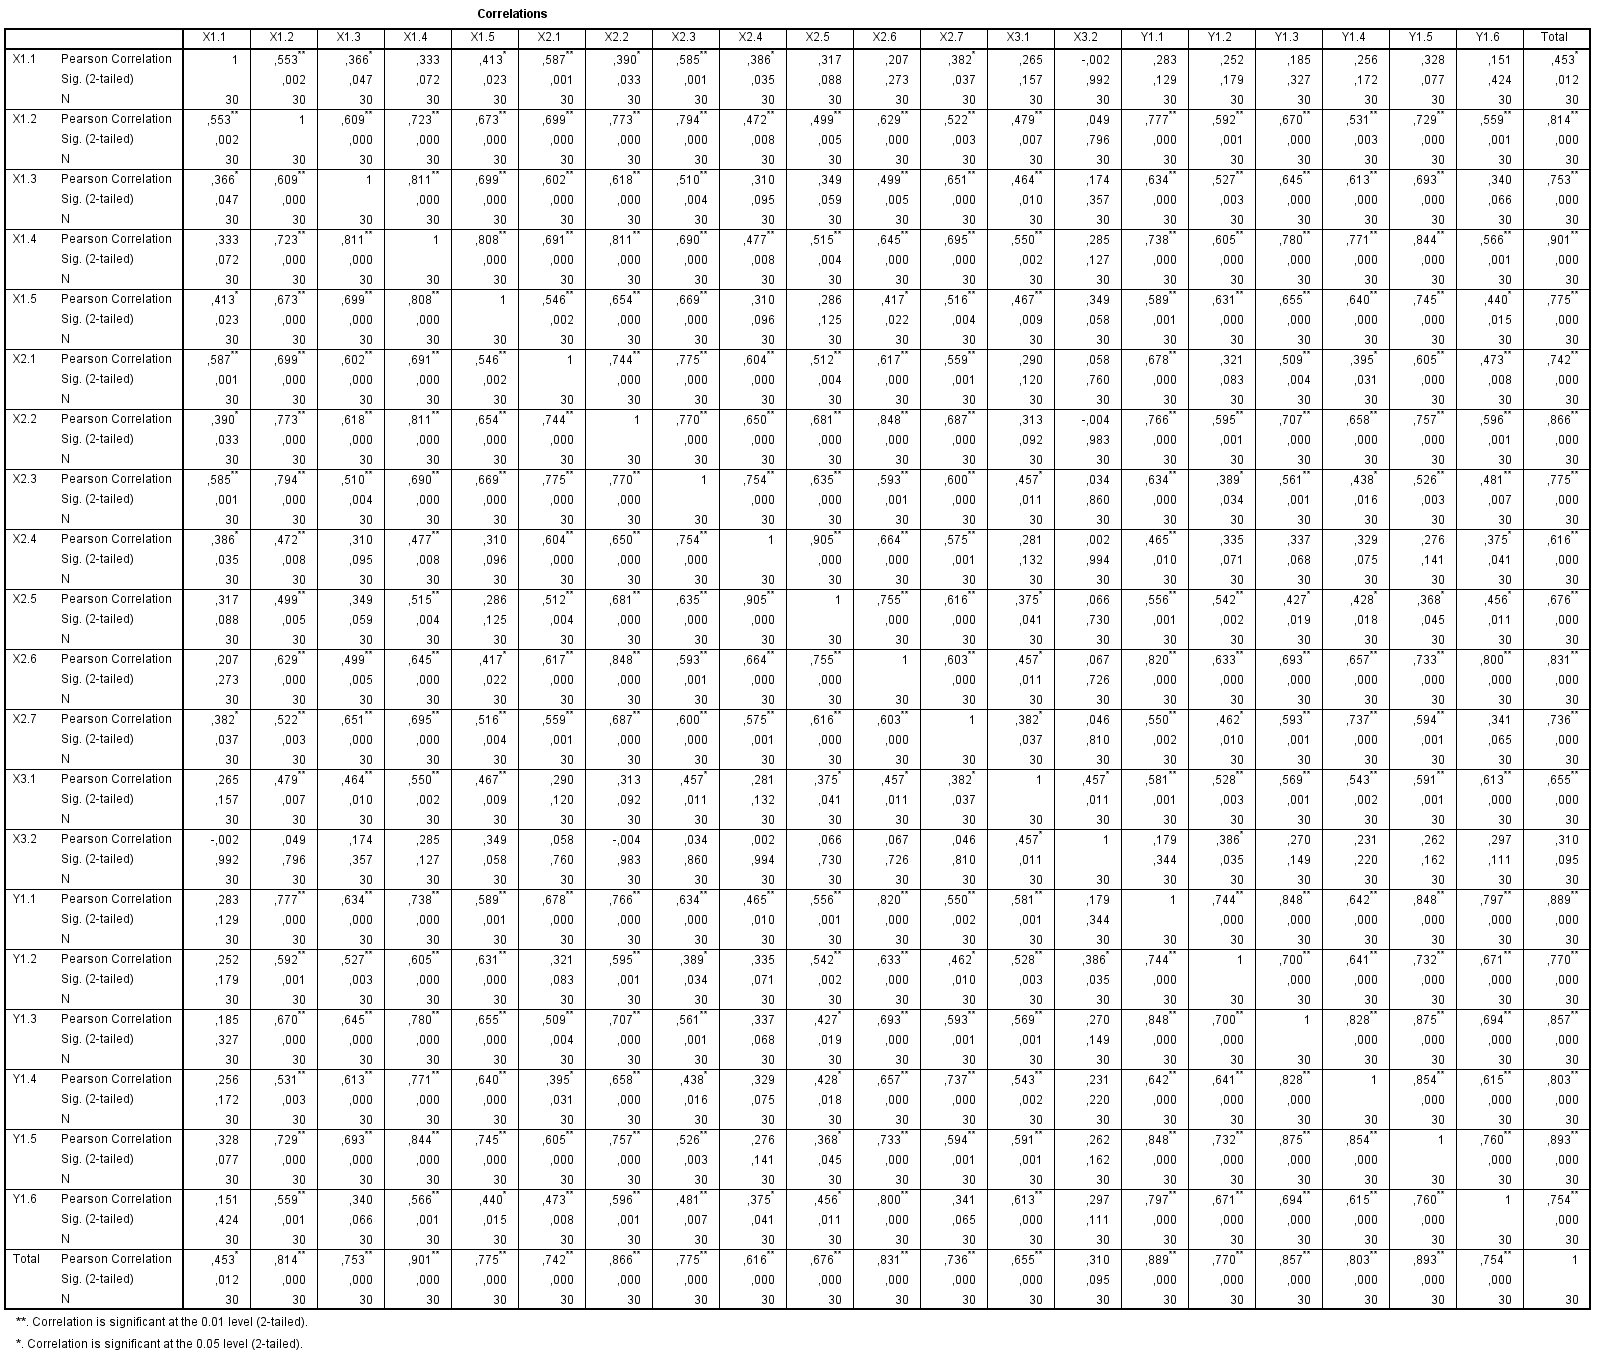 Correlations
X1.1 X1.2 X1.3 X1.4 X1.5 X2.1 X2.2 X2.3 X2.4 X2.5 X2.6 X2.7 X3.1 X3.2 Y1.1 Y1.2 Y1.3 Y1.4 Y1.5 Y1.6 Total
X1.1 Pearson Correlation 1 ,553** ,366* ,333 ,413* ,587** ,390* ,585** ,386* ,317 ,207 ,382* ,265 -,002 ,283 ,252 ,185 ,256 ,328 ,151 ,453*
Sig. (2-tailed) ,002 ,047 ,072 ,023 ,001 ,033 ,001 ,035 ,088 ,273 ,037 ,157 ,992 ,129 ,179 ,327 ,172 ,077 ,424 ,012
N 30 30 30 30 30 30 30 30 30 30 30 30 30 30 30 30 30 30 30 30 30
X1.2 Pearson Correlation ,553** 1 ,609** ,723** ,673** ,699** ,773** ,794** ,472** ,499** ,629** ,522** ,479** ,049 ,777** ,592** ,670** ,531** ,729** ,559** ,814**
Sig. (2-tailed) ,002 ,000 ,000 ,000 ,000 ,000 ,000 ,008 ,005 ,000 ,003 ,007 ,796 ,000 ,001 ,000 ,003 ,000 ,001 ,000
N 30 30 30 30 30 30 30 30 30 30 30 30 30 30 30 30 30 30 30 30 30
X1.3 Pearson Correlation ,366* ,609** 1 ,811** ,699** ,602** ,618** ,510** ,310 ,349 ,499** ,651** ,464** ,174 ,634** ,527** ,645** ,613** ,693** ,340 ,753**
Sig. (2-tailed) ,047 ,000 ,000 ,000 ,000 ,000 ,004 ,095 ,059 ,005 ,000 ,010 ,357 ,000 ,003 ,000 ,000 ,000 ,066 ,000
N 30 30 30 30 30 30 30 30 30 30 30 30 30 30 30 30 30 30 30 30 30
X1.4 Pearson Correlation ,333 ,723** ,811** 1 ,808** ,691** ,811** ,690** ,477** ,515** ,645** ,695** ,550** ,285 ,738** ,605** ,780** ,771** ,844** ,566** ,901**
Sig. (2-tailed) ,072 ,000 ,000 ,000 ,000 ,000 ,000 ,008 ,004 ,000 ,000 ,002 ,127 ,000 ,000 ,000 ,000 ,000 ,001 ,000
N 30 30 30 30 30 30 30 30 30 30 30 30 30 30 30 30 30 30 30 30 30
X1.5 Pearson Correlation ,413* ,673** ,699** ,808** 1 ,546** ,654** ,669** ,310 ,286 ,417* ,516** ,467** ,349 ,589** ,631** ,655** ,640** ,745** ,440* ,775**
Sig. (2-tailed) ,023 ,000 ,000 ,000 ,002 ,000 ,000 ,096 ,125 ,022 ,004 ,009 ,058 ,001 ,000 ,000 ,000 ,000 ,015 ,000
N 30 30 30 30 30 30 30 30 30 30 30 30 30 30 30 30 30 30 30 30 30
X2.1 Pearson Correlation ,587** ,699** ,602** ,691** ,546** 1 ,744** ,775** ,604** ,512** ,617** ,559** ,290 ,058 ,678** ,321 ,509** ,395* ,605** ,473** ,742**
Sig. (2-tailed) ,001 ,000 ,000 ,000 ,002 ,000 ,000 ,000 ,004 ,000 ,001 ,120 ,760 ,000 ,083 ,004 ,031 ,000 ,008 ,000
N 30 30 30 30 30 30 30 30 30 30 30 30 30 30 30 30 30 30 30 30 30
X2.2 Pearson Correlation ,390* ,773** ,618** ,811** ,654** ,744** 1 ,770** ,650** ,681** ,848** ,687** ,313 -,004 ,766** ,595** ,707** ,658** ,757** ,596** ,866**
Sig. (2-tailed) ,033 ,000 ,000 ,000 ,000 ,000 ,000 ,000 ,000 ,000 ,000 ,092 ,983 ,000 ,001 ,000 ,000 ,000 ,001 ,000
N 30 30 30 30 30 30 30 30 30 30 30 30 30 30 30 30 30 30 30 30 30
X2.3 Pearson Correlation ,585** ,794** ,510** ,690** ,669** ,775** ,770** 1 ,754** ,635** ,593** ,600** ,457* ,034 ,634** ,389* ,561** ,438* ,526** ,481** ,775**
Sig. (2-tailed) ,001 ,000 ,004 ,000 ,000 ,000 ,000 ,000 ,000 ,001 ,000 ,011 ,860 ,000 ,034 ,001 ,016 ,003 ,007 ,000
N 30 30 30 30 30 30 30 30 30 30 30 30 30 30 30 30 30 30 30 30 30
X2.4 Pearson Correlation ,386* ,472** ,310 ,477** ,310 ,604** ,650** ,754** 1 ,905** ,664** ,575** ,281 ,002 ,465** ,335 ,337 ,329 ,276 ,375* ,616**
Sig. (2-tailed) ,035 ,008 ,095 ,008 ,096 ,000 ,000 ,000 ,000 ,000 ,001 ,132 ,994 ,010 ,071 ,068 ,075 ,141 ,041 ,000
N 30 30 30 30 30 30 30 30 30 30 30 30 30 30 30 30 30 30 30 30 30
X2.5 Pearson Correlation ,317 ,499** ,349 ,515** ,286 ,512** ,681** ,635** ,905** 1 ,755** ,616** ,375* ,066 ,556** ,542** ,427* ,428* ,368* ,456* ,676**
Sig. (2-tailed) ,088 ,005 ,059 ,004 ,125 ,004 ,000 ,000 ,000 ,000 ,000 ,041 ,730 ,001 ,002 ,019 ,018 ,045 ,011 ,000
N 30 30 30 30 30 30 30 30 30 30 30 30 30 30 30 30 30 30 30 30 30
X2.6 Pearson Correlation ,207 ,629** ,499** ,645** ,417* ,617** ,848** ,593** ,664** ,755** 1 ,603** ,457* ,067 ,820** ,633** ,693** ,657** ,733** ,800** ,831**
Sig. (2-tailed) ,273 ,000 ,005 ,000 ,022 ,000 ,000 ,001 ,000 ,000 ,000 ,011 ,726 ,000 ,000 ,000 ,000 ,000 ,000 ,000
N 30 30 30 30 30 30 30 30 30 30 30 30 30 30 30 30 30 30 30 30 30
X2.7 Pearson Correlation ,382* ,522** ,651** ,695** ,516** ,559** ,687** ,600** ,575** ,616** ,603** 1 ,382* ,046 ,550** ,462* ,593** ,737** ,594** ,341 ,736**
Sig. (2-tailed) ,037 ,003 ,000 ,000 ,004 ,001 ,000 ,000 ,001 ,000 ,000 ,037 ,810 ,002 ,010 ,001 ,000 ,001 ,065 ,000
N 30 30 30 30 30 30 30 30 30 30 30 30 30 30 30 30 30 30 30 30 30
X3.1 Pearson Correlation ,265 ,479** ,464** ,550** ,467** ,290 ,313 ,457* ,281 ,375* ,457* ,382* 1 ,457* ,581** ,528** ,569** ,543** ,591** ,613** ,655**
Sig. (2-tailed) ,157 ,007 ,010 ,002 ,009 ,120 ,092 ,011 ,132 ,041 ,011 ,037 ,011 ,001 ,003 ,001 ,002 ,001 ,000 ,000
N 30 30 30 30 30 30 30 30 30 30 30 30 30 30 30 30 30 30 30 30 30
X3.2 Pearson Correlation -,002 ,049 ,174 ,285 ,349 ,058 -,004 ,034 ,002 ,066 ,067 ,046 ,457* 1 ,179 ,386* ,270 ,231 ,262 ,297 ,310
Sig. (2-tailed) ,992 ,796 ,357 ,127 ,058 ,760 ,983 ,860 ,994 ,730 ,726 ,810 ,011 ,344 ,035 ,149 ,220 ,162 ,111 ,095
N 30 30 30 30 30 30 30 30 30 30 30 30 30 30 30 30 30 30 30 30 30
Y1.1 Pearson Correlation ,283 ,777** ,634** ,738** ,589** ,678** ,766** ,634** ,465** ,556** ,820** ,550** ,581** ,179 1 ,744** ,848** ,642** ,848** ,797** ,889**
Sig. (2-tailed) ,129 ,000 ,000 ,000 ,001 ,000 ,000 ,000 ,010 ,001 ,000 ,002 ,001 ,344 ,000 ,000 ,000 ,000 ,000 ,000
N 30 30 30 30 30 30 30 30 30 30 30 30 30 30 30 30 30 30 30 30 30
Y1.2 Pearson Correlation ,252 ,592** ,527** ,605** ,631** ,321 ,595** ,389* ,335 ,542** ,633** ,462* ,528** ,386* ,744** 1 ,700** ,641** ,732** ,671** ,770**
Sig. (2-tailed) ,179 ,001 ,003 ,000 ,000 ,083 ,001 ,034 ,071 ,002 ,000 ,010 ,003 ,035 ,000 ,000 ,000 ,000 ,000 ,000
N 30 30 30 30 30 30 30 30 30 30 30 30 30 30 30 30 30 30 30 30 30
Y1.3 Pearson Correlation ,185 ,670** ,645** ,780** ,655** ,509** ,707** ,561** ,337 ,427* ,693** ,593** ,569** ,270 ,848** ,700** 1 ,828** ,875** ,694** ,857**
Sig. (2-tailed) ,327 ,000 ,000 ,000 ,000 ,004 ,000 ,001 ,068 ,019 ,000 ,001 ,001 ,149 ,000 ,000 ,000 ,000 ,000 ,000
N 30 30 30 30 30 30 30 30 30 30 30 30 30 30 30 30 30 30 30 30 30
Y1.4 Pearson Correlation ,256 ,531** ,613** ,771** ,640** ,395* ,658** ,438* ,329 ,428* ,657** ,737** ,543** ,231 ,642** ,641** ,828** 1 ,854** ,615** ,803**
Sig. (2-tailed) ,172 ,003 ,000 ,000 ,000 ,031 ,000 ,016 ,075 ,018 ,000 ,000 ,002 ,220 ,000 ,000 ,000 ,000 ,000 ,000
N 30 30 30 30 30 30 30 30 30 30 30 30 30 30 30 30 30 30 30 30 30
Y1.5 Pearson Correlation ,328 ,729** ,693** ,844** ,745** ,605** ,757** ,526** ,276 ,368* ,733** ,594** ,591** ,262 ,848** ,732** ,875** ,854** 1 ,760** ,893**
Sig. (2-tailed) ,077 ,000 ,000 ,000 ,000 ,000 ,000 ,003 ,141 ,045 ,000 ,001 ,001 ,162 ,000 ,000 ,000 ,000 ,000 ,000
N 30 30 30 30 30 30 30 30 30 30 30 30 30 30 30 30 30 30 30 30 30
Y1.6 Pearson Correlation ,151 ,559** ,340 ,566** ,440* ,473** ,596** ,481** ,375* ,456* ,800** ,341 ,613** ,297 ,797** ,671** ,694** ,615** ,760** 1 ,754**
Sig. (2-tailed) ,424 ,001 ,066 ,001 ,015 ,008 ,001 ,007 ,041 ,011 ,000 ,065 ,000 ,111 ,000 ,000 ,000 ,000 ,000 ,000
N 30 30 30 30 30 30 30 30 30 30 30 30 30 30 30 30 30 30 30 30 30
Total Pearson Correlation ,453* ,814** ,753** ,901** ,775** ,742** ,866** ,775** ,616** ,676** ,831** ,736** ,655** ,310 ,889** ,770** ,857** ,803** ,893** ,754** 1
Sig. (2-tailed) ,012 ,000 ,000 ,000 ,000 ,000 ,000 ,000 ,000 ,000 ,000 ,000 ,000 ,095 ,000 ,000 ,000 ,000 ,000 ,000
N 30 30 30 30 30 30 30 30 30 30 30 30 30 30 30 30 30 30 30 30 30
**. Correlation is significant at the 0.01 level (2-tailed).
*. Correlation is significant at the 0.05 level (2-tailed).